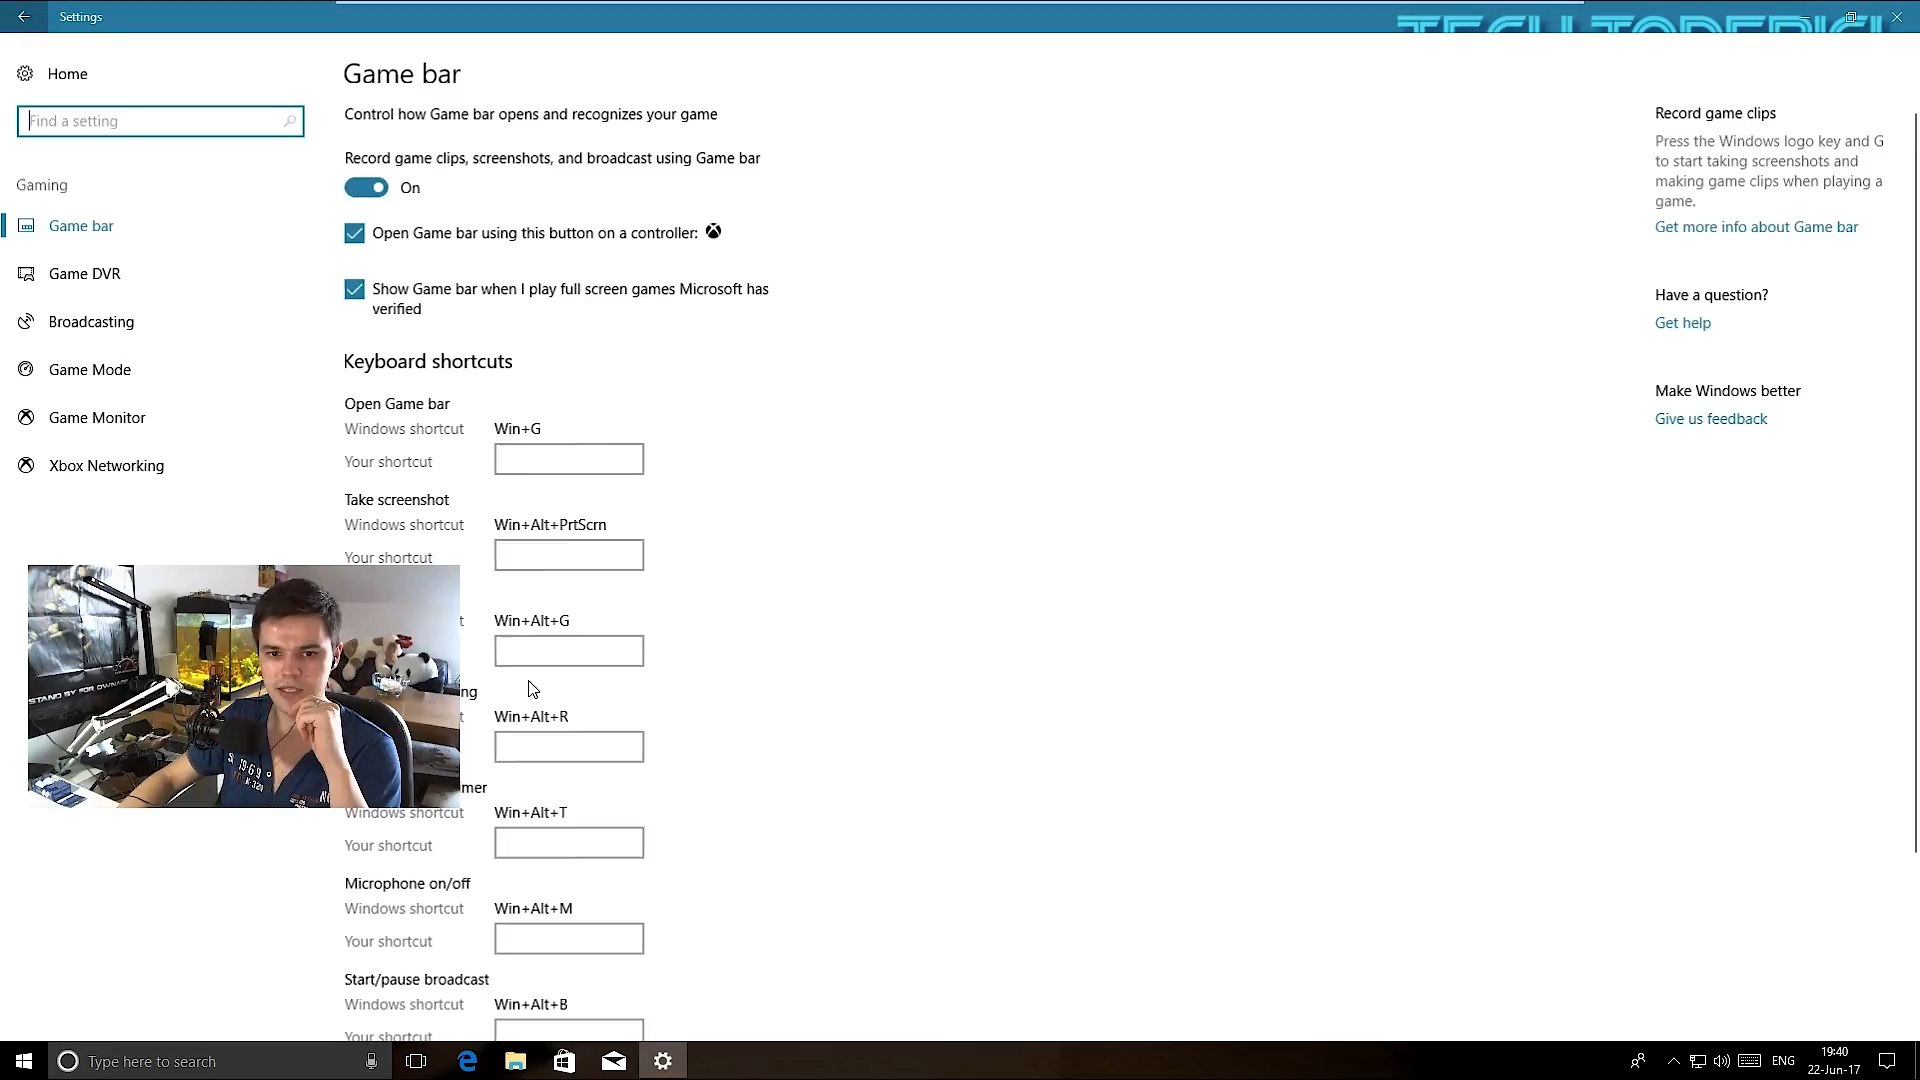 Settings
Home
Find a setting
Gaming
Game bar
Game DVR
Broadcasting
Game Mode
Game Monitor
Xbox Networking
Game bar
Control how Game bar opens and recognizes your game
Record game clips, screenshots, and broadcast using Game bar
On
Open Game bar using this button on a controller:
Show Game bar when I play full screen games Microsoft has
verified
Keyboard shortcuts
Open Game bar
Windows shortcut Win+G
Your shortcut
Take screenshot
Windows shortcut Win+Alt+PrtScrn
Your shortcut
t Win+Alt+G
ng
t Win+Alt+R
mer
Windows shortcut Win+Alt+T
Your shortcut
Microphone on/off
Windows shortcut Win+Alt+M
Your shortcut
Start/pause broadcast
Windows shortcut Win+Alt+B
Your shortcut
Record game clips
Press the Windows logo key and G
to start taking screenshots and
making game clips when playing a
game.
Get more info about Game bar
Have a question?
Get help
Make Windows better
Give us feedback
STAND BY FOR
Type here to search
ENG
19:40
22-Jun-17